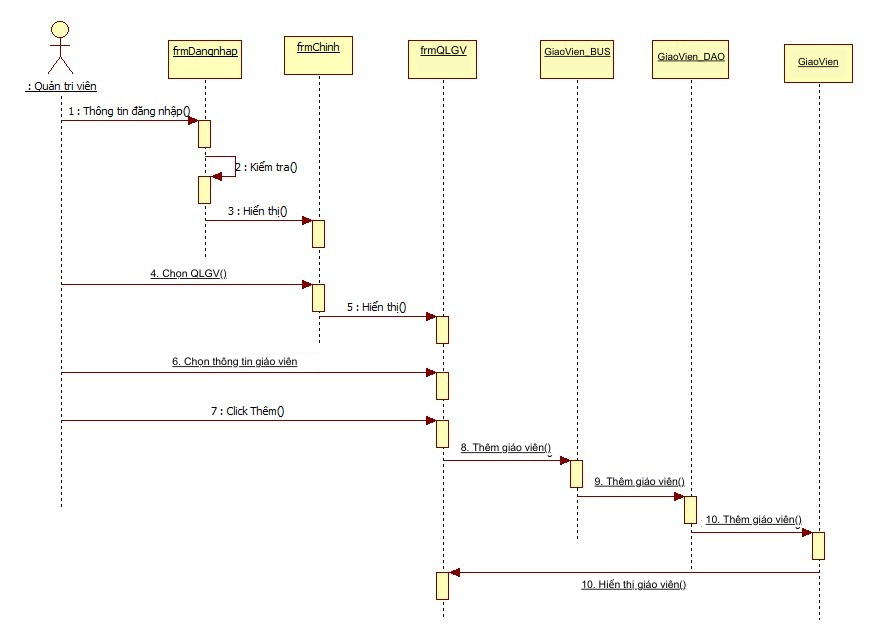 frmDangnhap
frmChinh
frmQLGV
GiaoVien_BUS
GiaoVien_DAO
GiaoVien
: Quản trị viên
1 : Thông tin đăng nhập()
2 : Kiểm tra()
3 : Hiển thị()
4. Chọn QLGV()
5 : Hiển thị()
6. Chọn thông tin giáo viên
7 : Click Thêm()
8. Thêm giáo viên()
9. Thêm giáo viên()
10. Thêm giáo viên()
10. Hiển thị giáo viên()